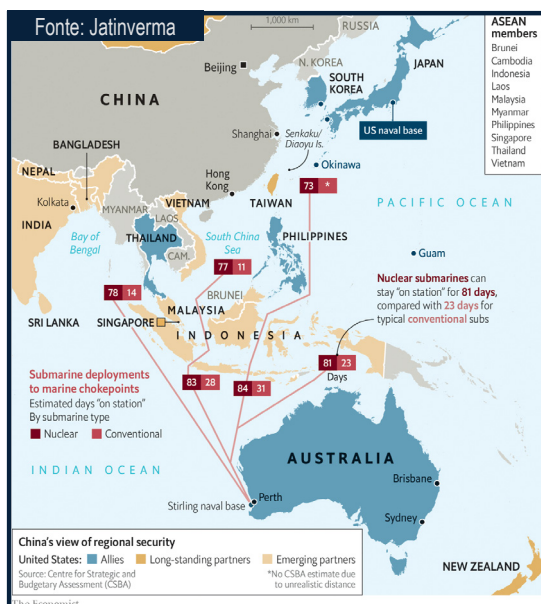 Fonte: Jatinverma
1,000 km
RUSSIA
ASEAN
members
Brunei
Cambodia
Indonesia
Laos
Malaysia
Myanmar
Philippines
Singapore
Thailand
Vietnam
Beijing
N. KOREA
SOUTH
KOREA
JAPAN
CHINA
US naval base
Shanghai
Senkaku/
Diaoyu Is.
BANGLADESH
Okinawa
NEPAL
Hong
Kong
Kolkata
VIETNAM
TAIWAN
73 *
MYANMAR
LAOS
PACIFIC OCEAN
INDIA
Bay of
Bengal
THAILAND
South China
Sea
PHILIPPINES
CAM.
Guam
77 11
Nuclear submarines can
stay "on station" for 81 days,
compared with 23 days for
typical conventional subs
78 14
BRUNEI
MALAYSIA
SRI LANKA
SINGAPORE
INDONESIA
Submarine deployments
to marine chokepoints
Estimated days "on station"
By submarine type
Nuclear Conventional
81 23
Days
83 28
84 31
AUSTRALIA
INDIAN OCEAN
Brisbane
Perth
Stirling naval base
Sydney
China's view of regional security
United States: Allies Long-standing partners Emerging partners
Source: Centre for Strategic and
Budgetary Assessment (CSBA)
*No CSBA estimate due
to unrealistic distance
NEW ZEALAND
The Economist